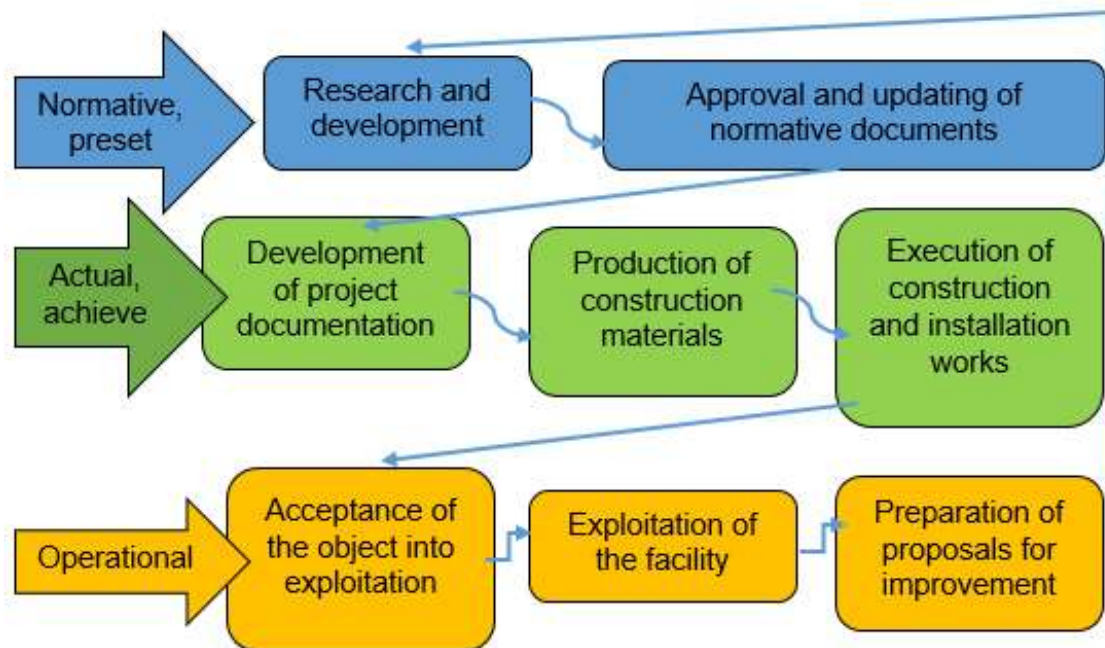 Normative,
preset
Research and
development
Approval and updating of
normative documents
Actual,
achieve
Development
of project
documentation
Production of
construction
materials
Execution of
construction
and installation
works
Operational
Acceptance of
the object into
exploitation
Exploitation of
the facility
Preparation of
proposals for
improvement